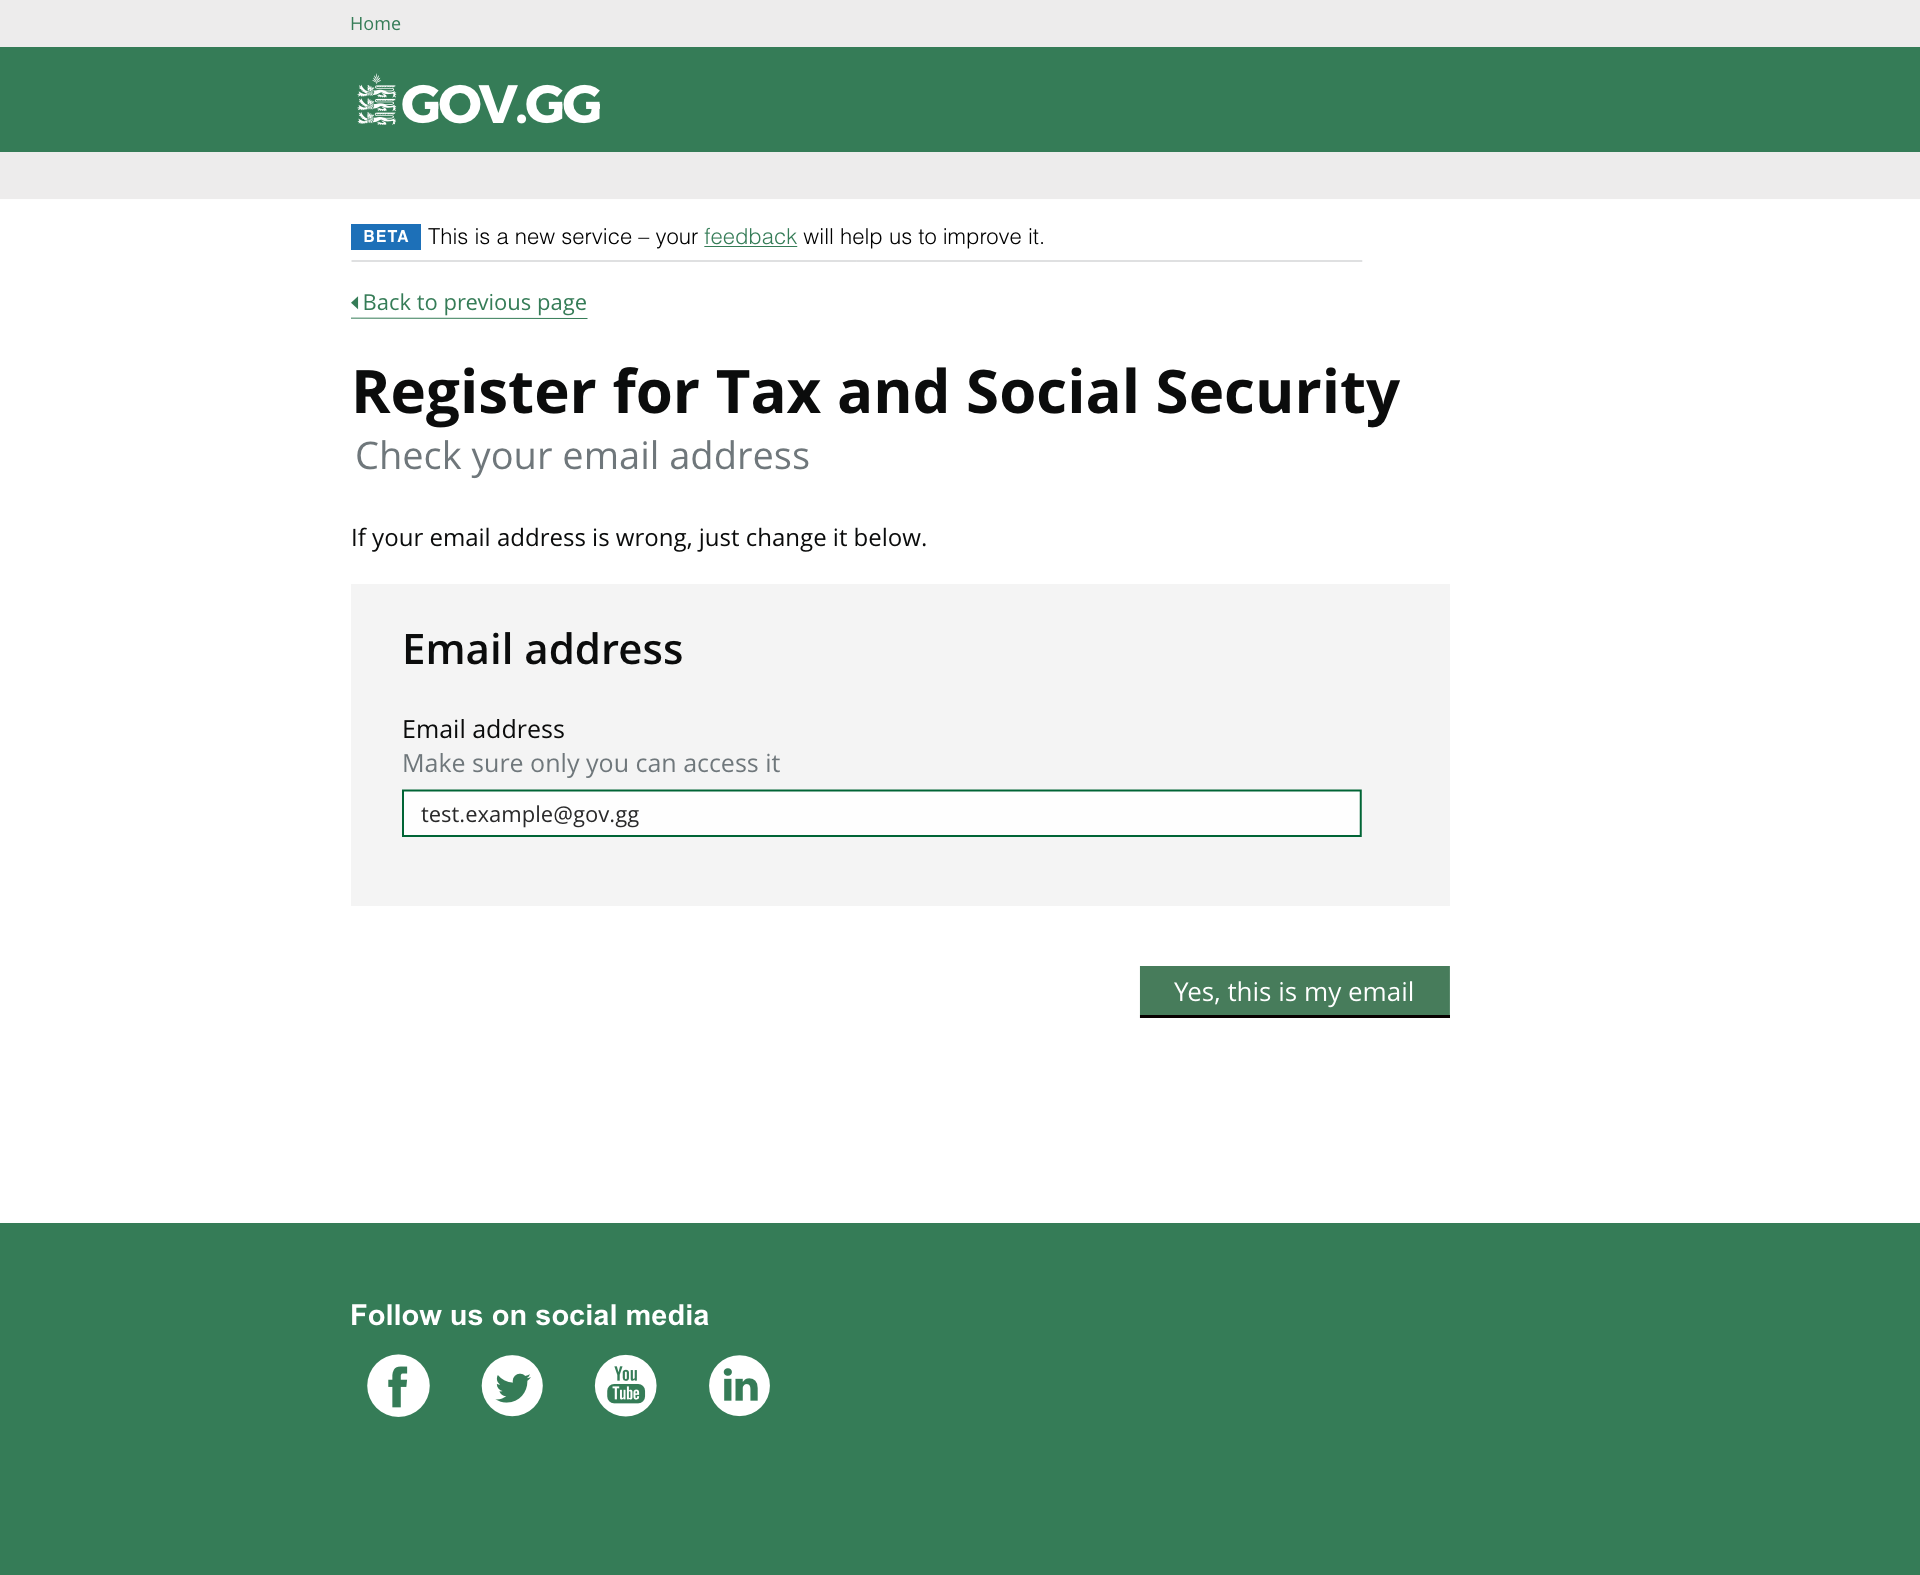 Home
GOV.GG
BETA This is a new service – your feedback will help us to improve it.
Back to previous page
Register for Tax and Social Security
Check your email address
If your email address is wrong, just change it below.
Email address
Email address
Make sure only you can access it
test.example@gov.gg
Yes, this is my email
Follow us on social media
f
You
Tube
in